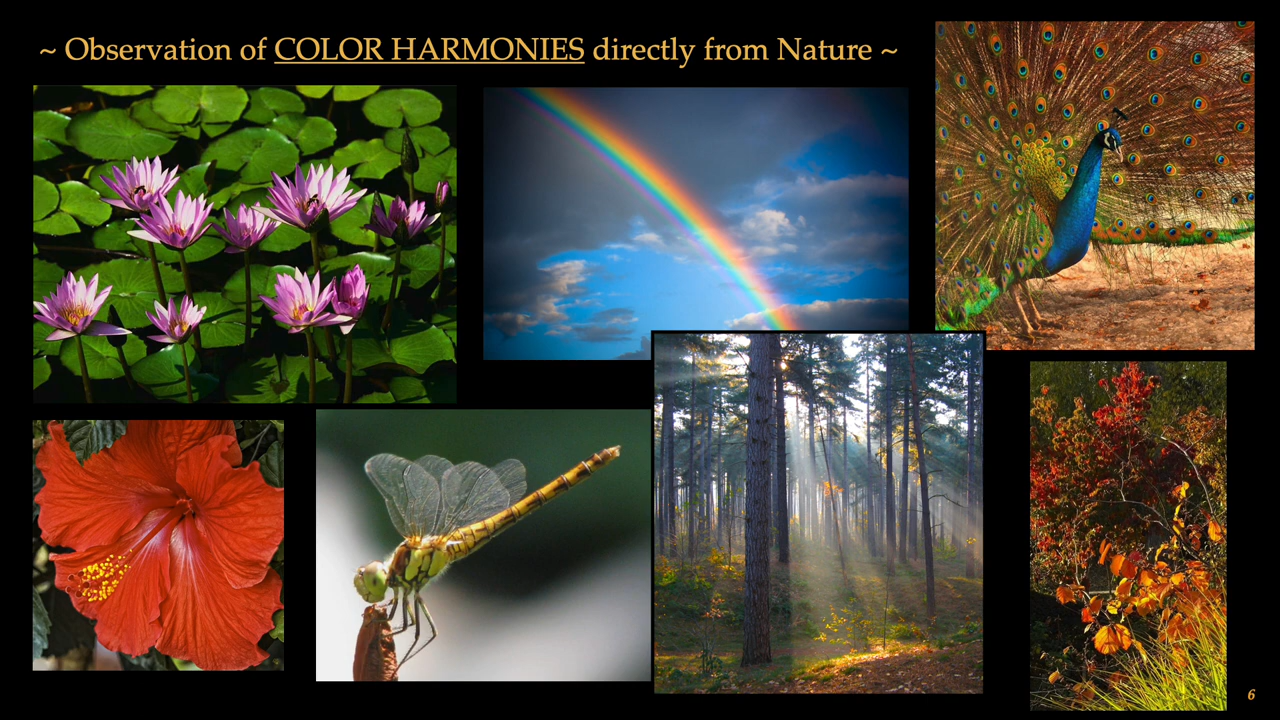 ~ Observation of COLOR HARMONIES directly from Nature ~
6